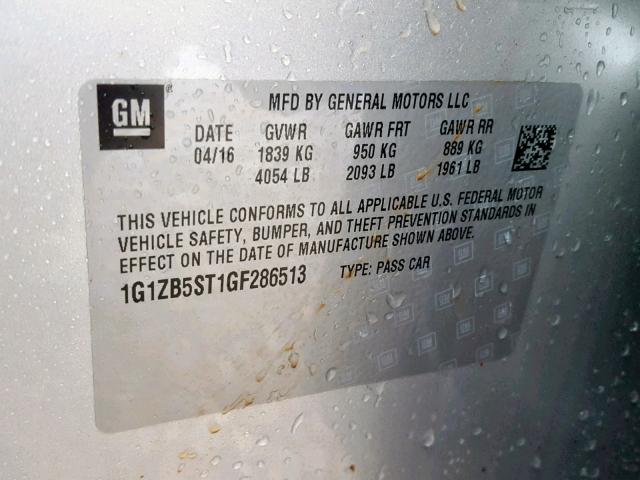 GM ®
MFD BY GENERAL MOTORS LLC
DATE GVWR GAWR FRT GAWR RR
04/16 1839 KG 950 KG 889 KG
4054 LB 2093 LB 1961 LB
THIS VEHICLE CONFORMS TO ALL APPLICABLE U.S. FEDERAL MOTOR
VEHICLE SAFETY, BUMPER, AND THEFT PREVENTION STANDARDS IN
EFFECT ON THE DATE OF MANUFACTURE SHOWN ABOVE.
1G1ZB5ST1GF286513 TYPE: PASS CAR